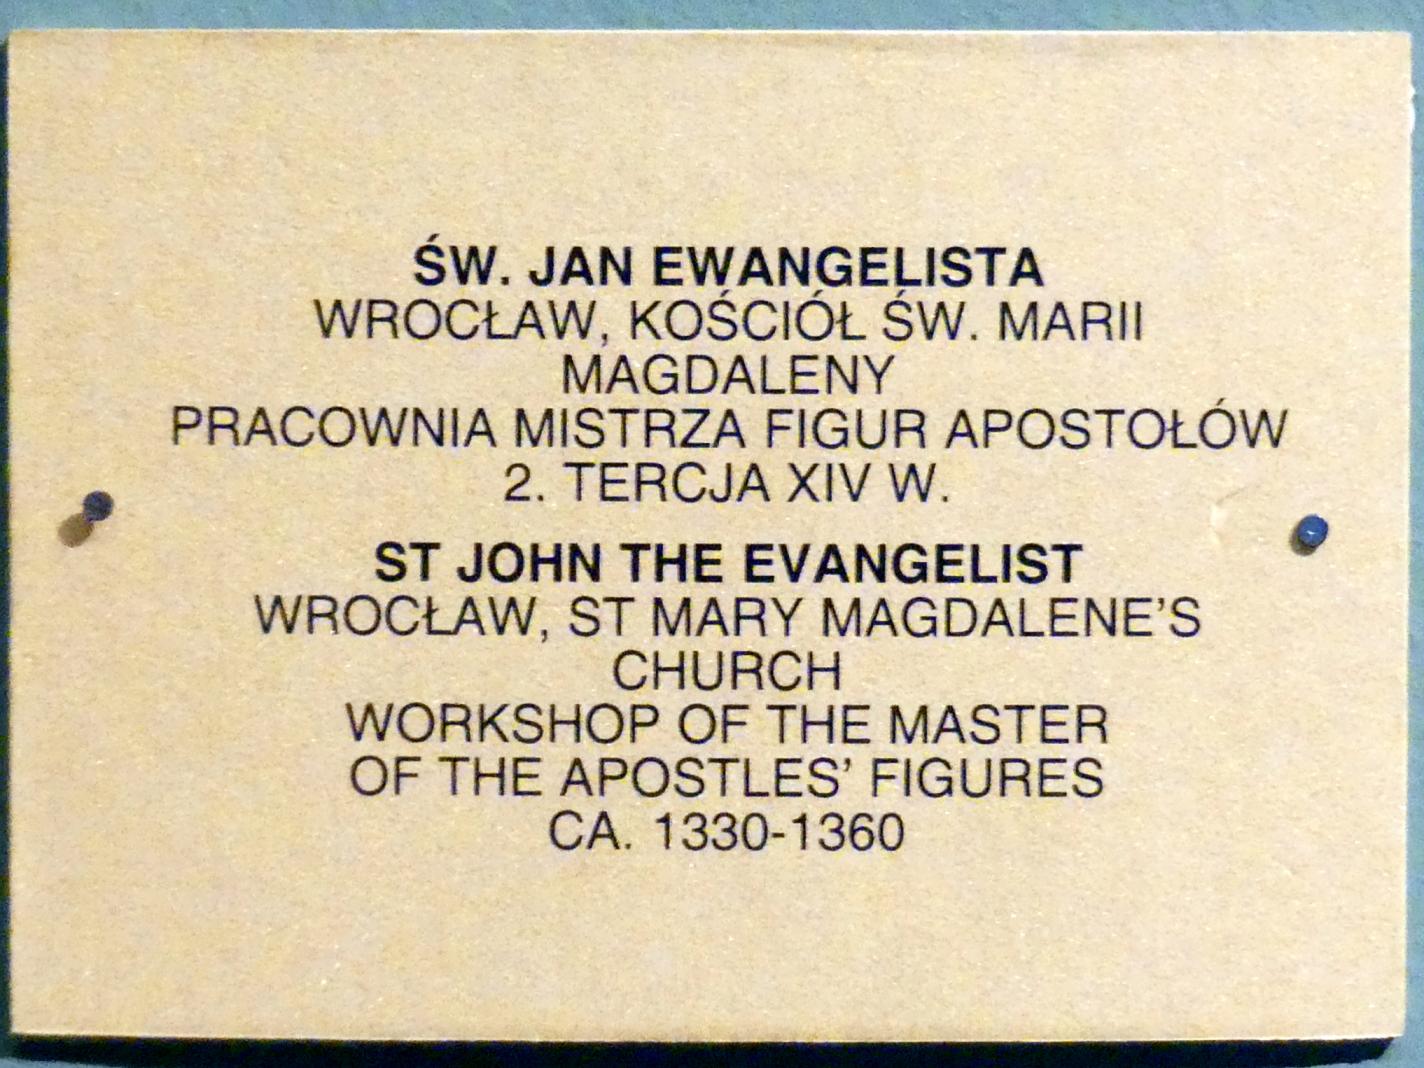 ŚW. JAN EWANGELISTA
WROCŁAW, KOŚCIÓŁ ŚW. MARII
MAGDALENY
PRACOWNIA MISTRZA FIGUR APOSTOŁÓW
2. TERCJA XIV W.
ST JOHN THE EVANGELIST
WROCŁAW, ST MARY MAGDALENE’S
CHURCH
WORKSHOP OF THE MASTER
OF THE APOSTLES’ FIGURES
CA. 1330-1360